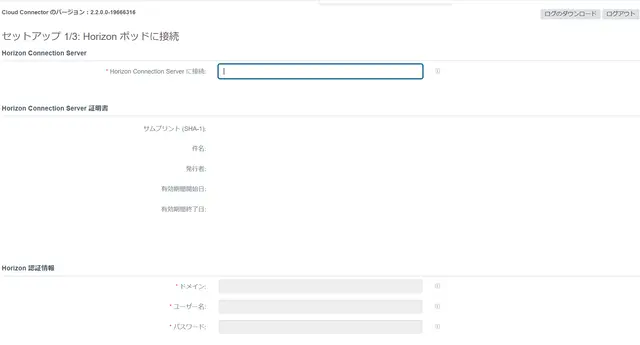 Cloud Connector のバージョン : 2.2.0.0-19666316
ログのダウンロード ログアウト
セットアップ 1/3: Horizon ポッドに接続
Horizon Connection Server
* Horizon Connection Server に接続:
Horizon Connection Server 証明書
サムプリント (SHA-1):
件名:
発行者:
有効期間開始日:
有効期間終了日:
Horizon 認証情報
* ドメイン:
* ユーザー名:
* パスワード: